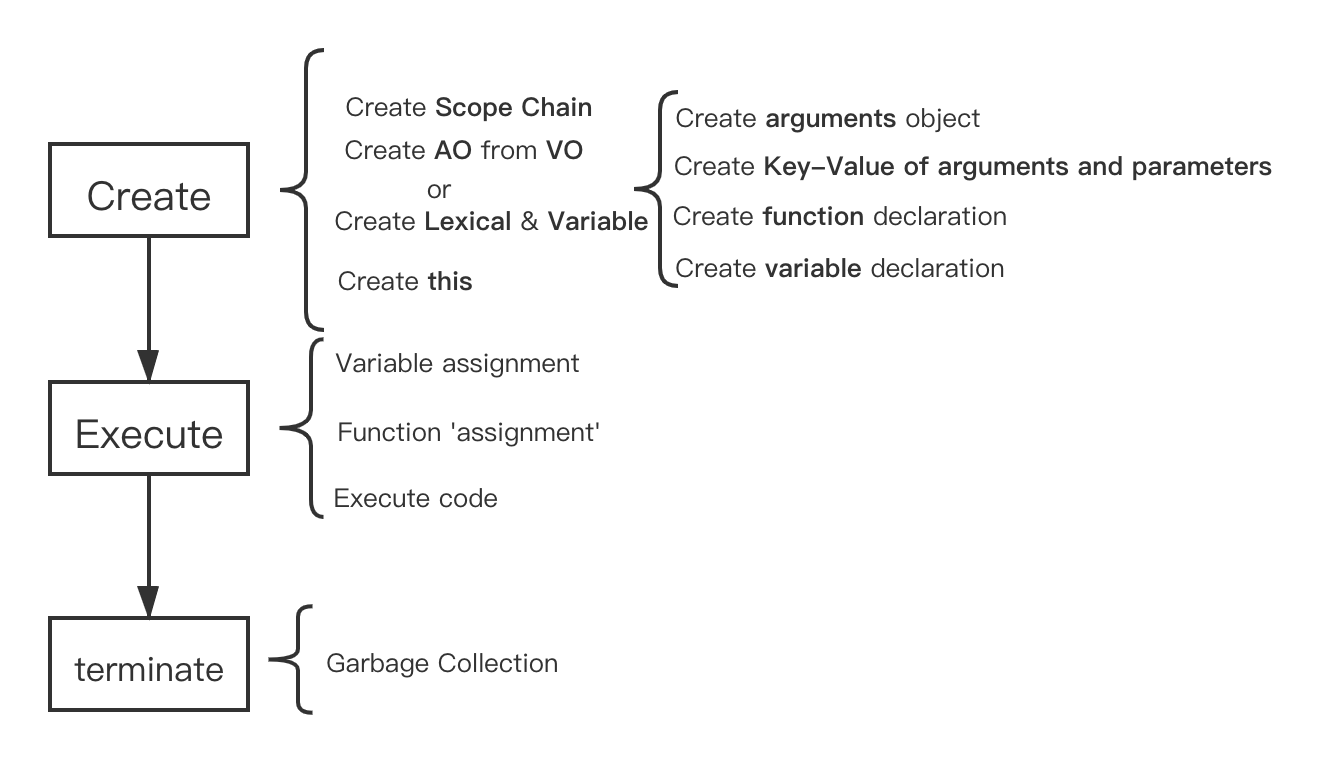 Create
Create Scope Chain
Create AO from VO
or
Create Lexical & Variable
Create this
Create arguments object
Create Key–Value of arguments and parameters
Create function declaration
Create variable declaration
Execute
Variable assignment
Function 'assignment'
Execute code
terminate
Garbage Collection